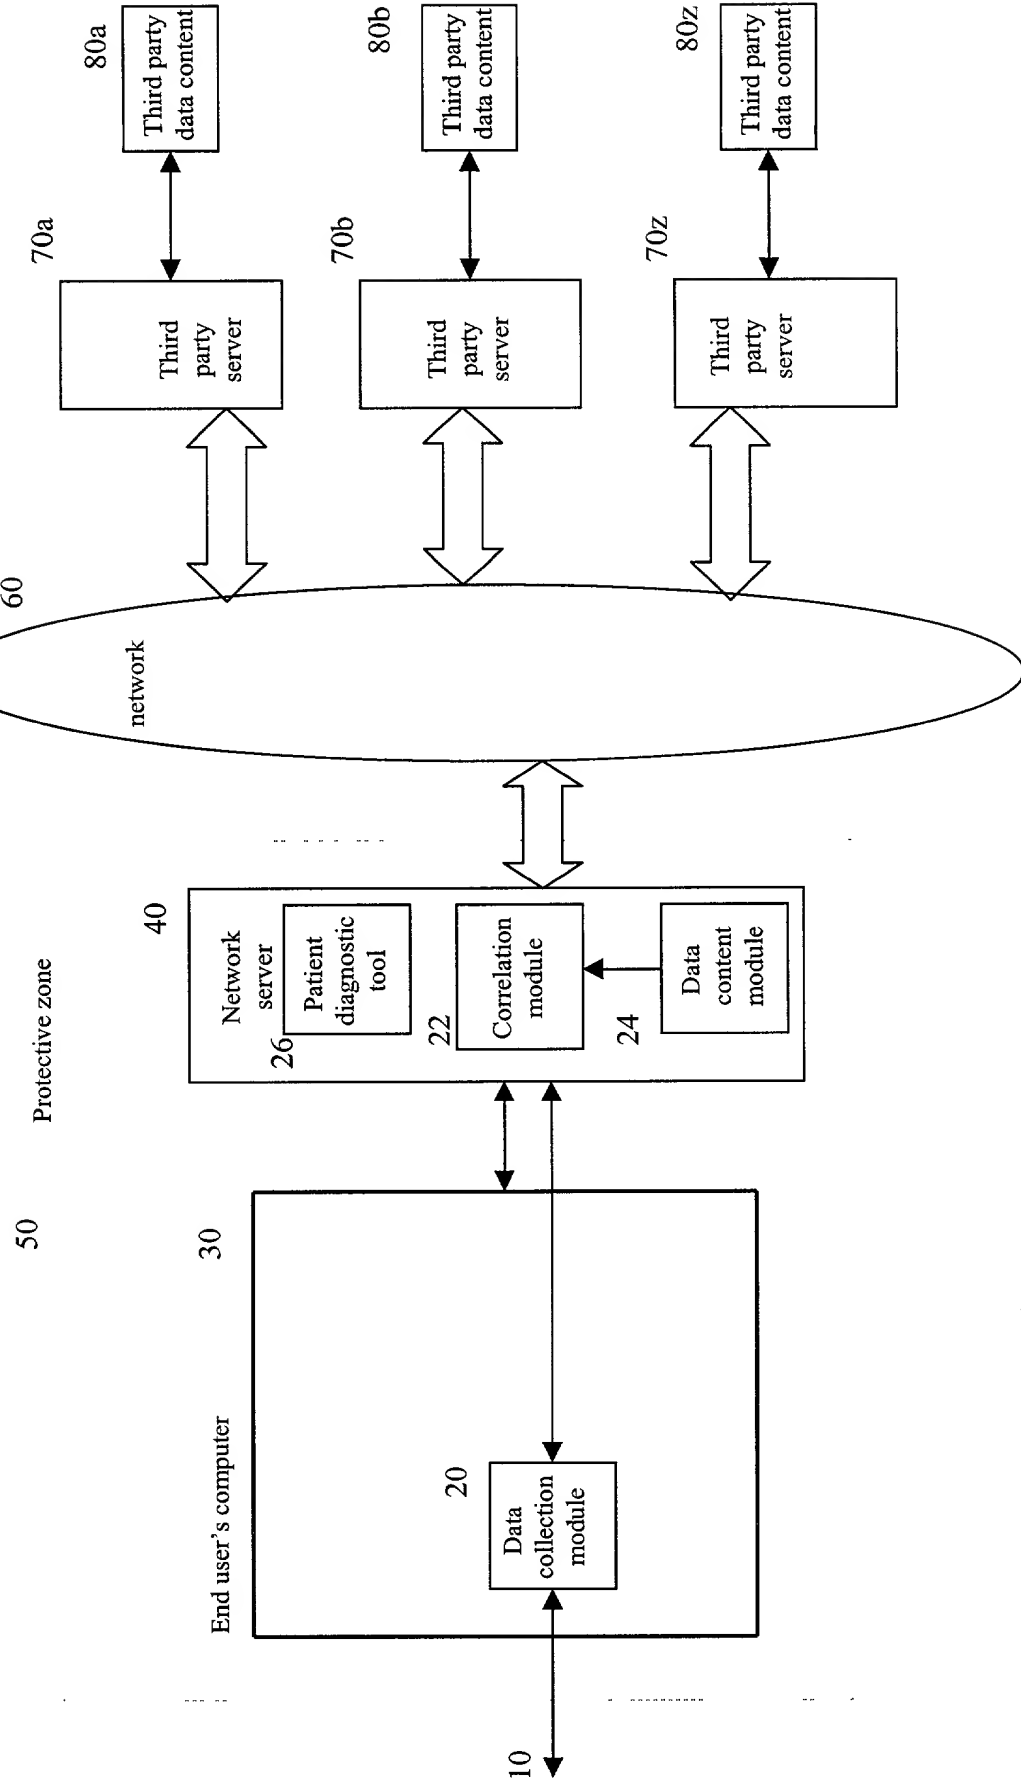 50
Protective zone
60
10
End user's computer
30
20
Data
collection
module
40
Network
server
26
Patient
diagnostic
tool
22
Correlation
module
24
Data
content
module
network
70a
Third
party
server
80a
Third party
data content
70b
Third
party
server
80b
Third party
data content
70z
Third
party
server
80z
Third party
data content